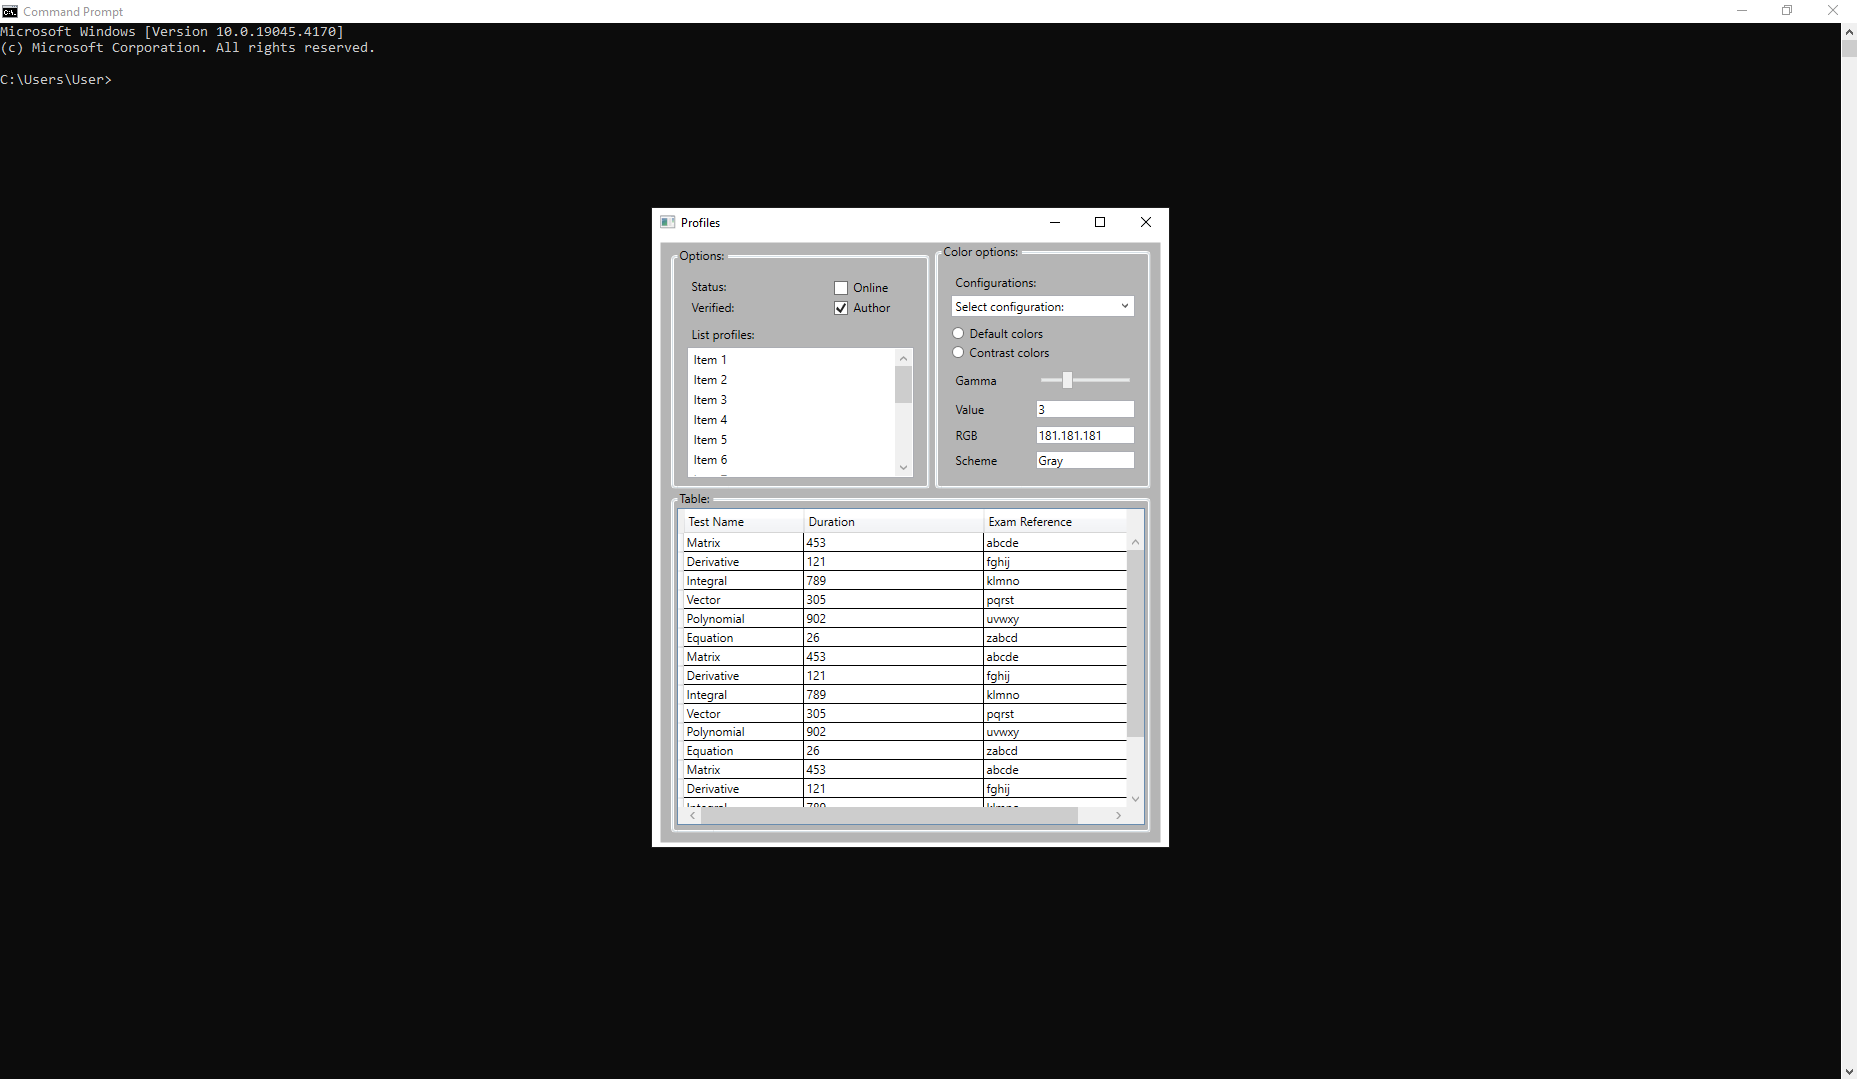 Command Prompt
Microsoft Windows [Version 10.0.19045.4170]
(c) Microsoft Corporation. All rights reserved.
C:\Users\User>
Profiles
Options:
Status:
Online
Verified:
Author
List profiles:
Item 1
Item 2
Item 3
Item 4
Item 5
Item 6
Color options:
Configurations:
Select configuration:
Default colors
Contrast colors
Gamma
Value 3
RGB 181.181.181
Scheme Gray
Table:
Test Name Duration Exam Reference
Matrix 453 abcde
Derivative 121 fghij
Integral 789 klmno
Vector 305 pqrst
Polynomial 902 uvwxy
Equation 26 zabcd
Matrix 453 abcde
Derivative 121 fghij
Integral 789 klmno
Vector 305 pqrst
Polynomial 902 uvwxy
Equation 26 zabcd
Matrix 453 abcde
Derivative 121 fghij
Integral 789 klmno